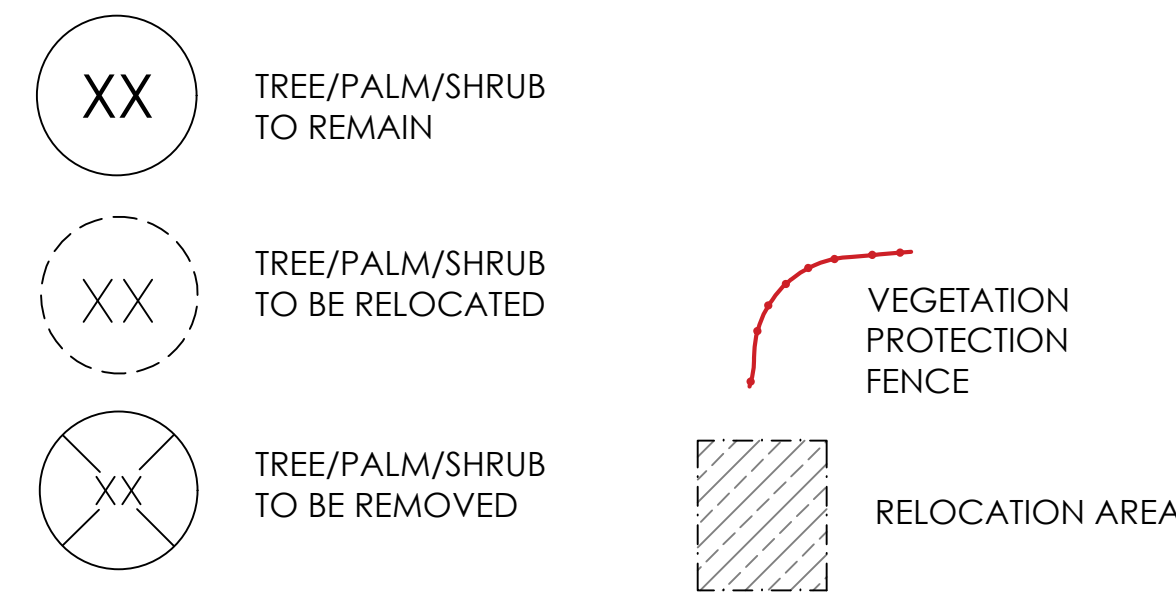 XX
TREE/PALM/SHRUB
TO REMAIN
XX
TREE/PALM/SHRUB
TO BE RELOCATED
XX
TREE/PALM/SHRUB
TO BE REMOVED
VEGETATION
PROTECTION
FENCE
RELOCATION AREA